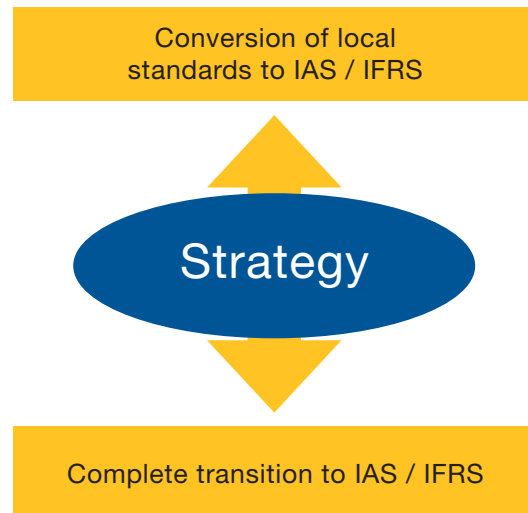 Conversion of local
standards to IAS / IFRS
Strategy
Complete transition to IAS / IFRS